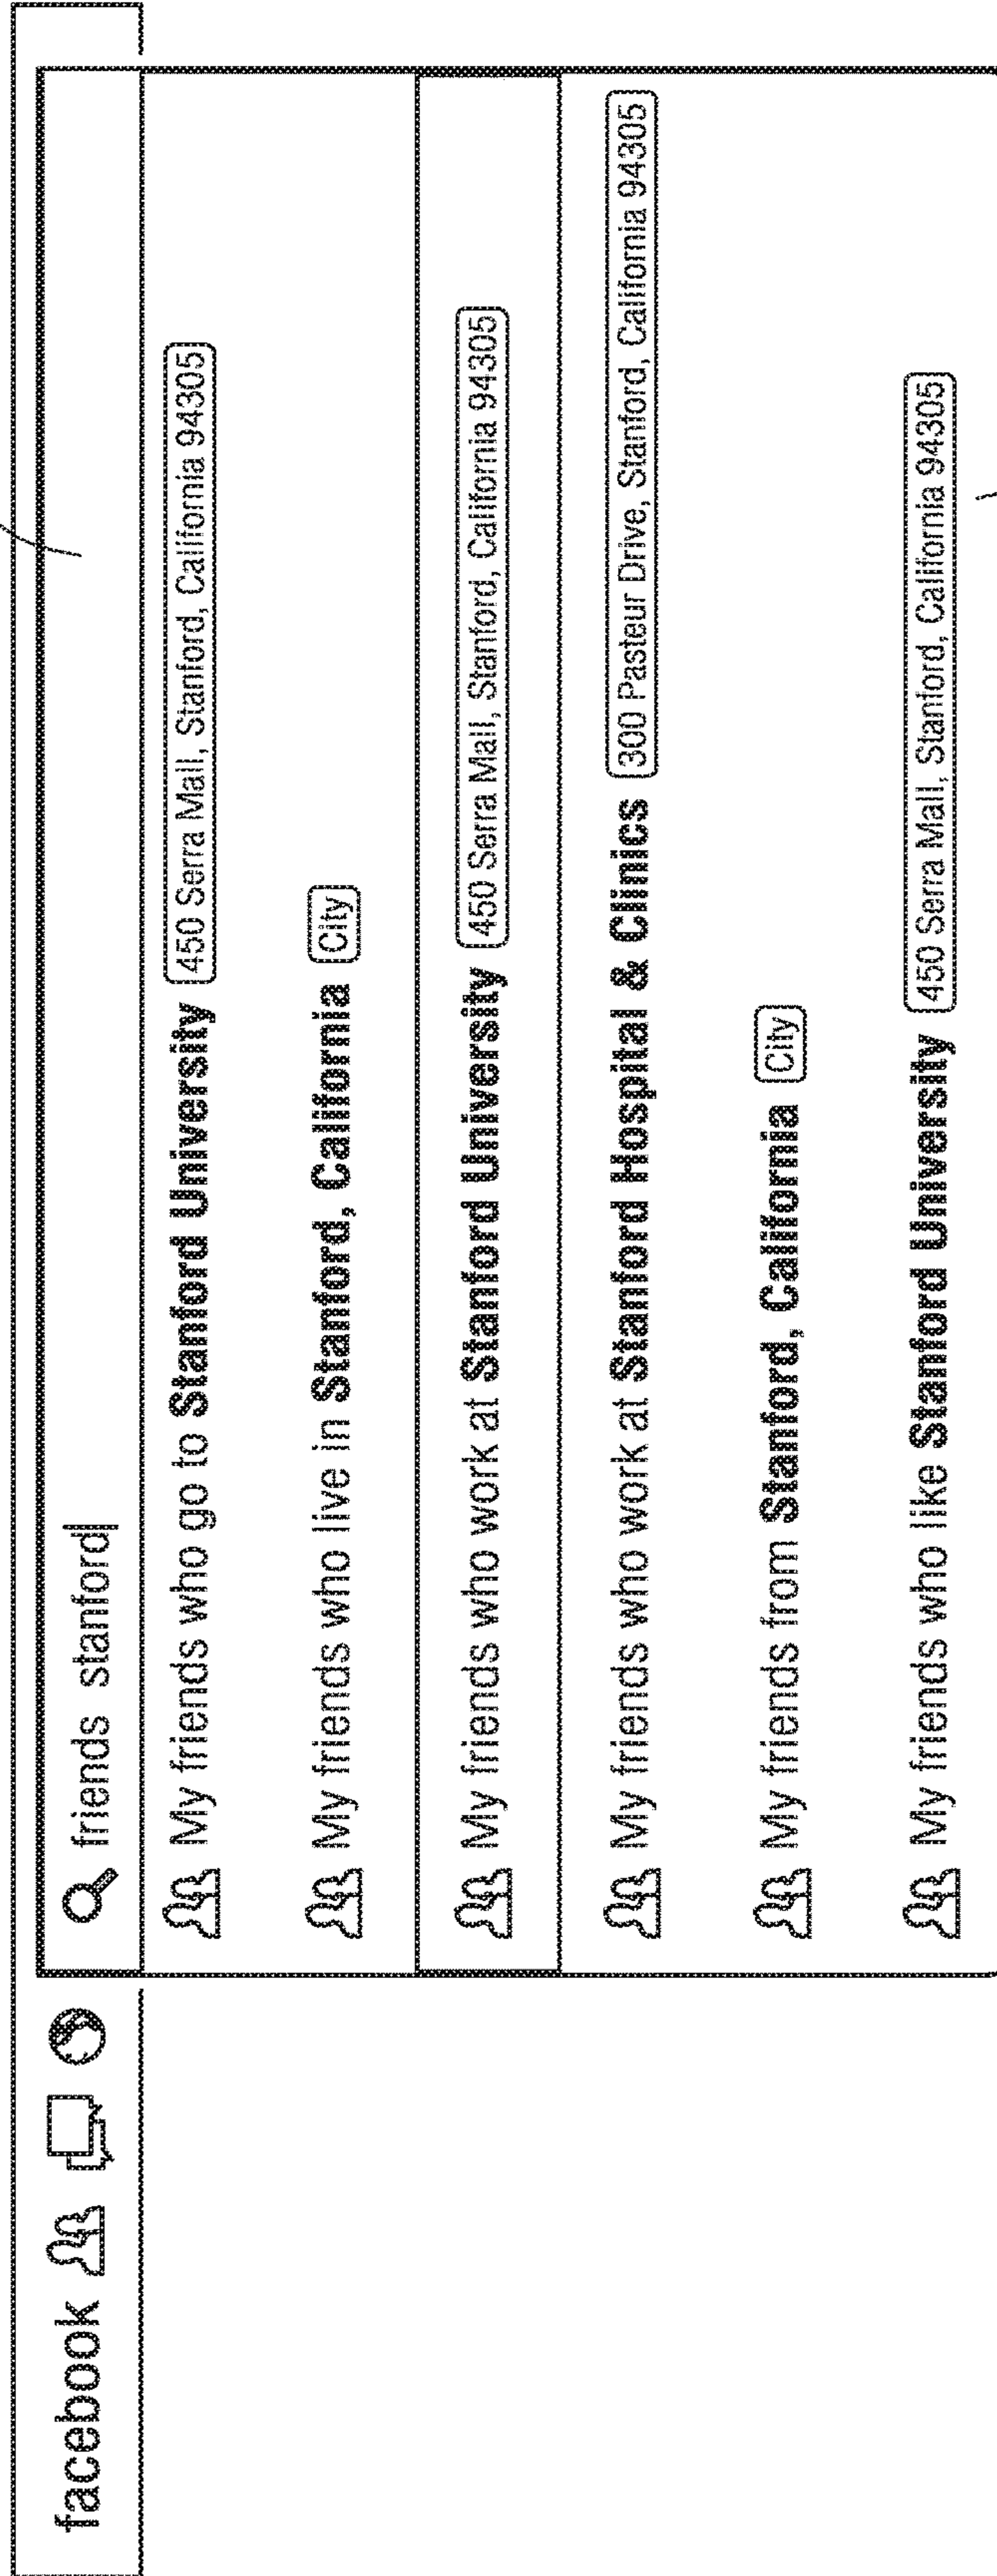 facebook
friends stanford
My friends who go to Stanford University 450 Serra Mall, Stanford, California 94305
My friends who live in Stanford, California City
My friends who work at Stanford University 450 Serra Mall, Stanford, California 94305
My friends who work at Stanford Hospital & Clinics 300 Pasteur Drive, Stanford, California 94305
My friends from Stanford, California City
My friends who like Stanford University 450 Serra Mall, Stanford, California 94305